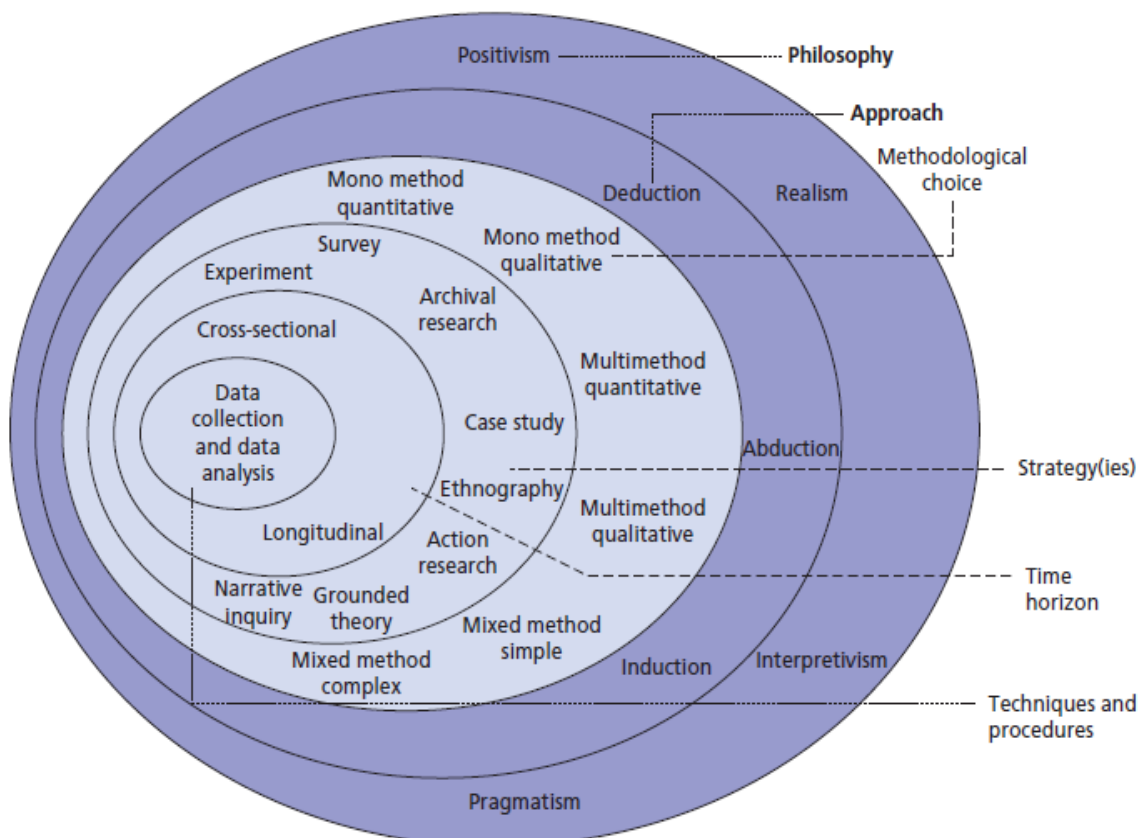 Positivism
Philosophy
Approach
Methodological
choice
Mono method
quantitative
Deduction
Realism
Survey
Mono method
qualitative
Experiment
Archival
research
Cross-sectional
Multimethod
quantitative
Data
collection
and data
analysis
Case study
Abduction
Strategy(ies)
Ethnography
Multimethod
qualitative
Longitudinal
Action
research
Time
horizon
Narrative
inquiry
Grounded
theory
Mixed method
simple
Mixed method
complex
Induction
Interpretivism
Techniques and
procedures
Pragmatism